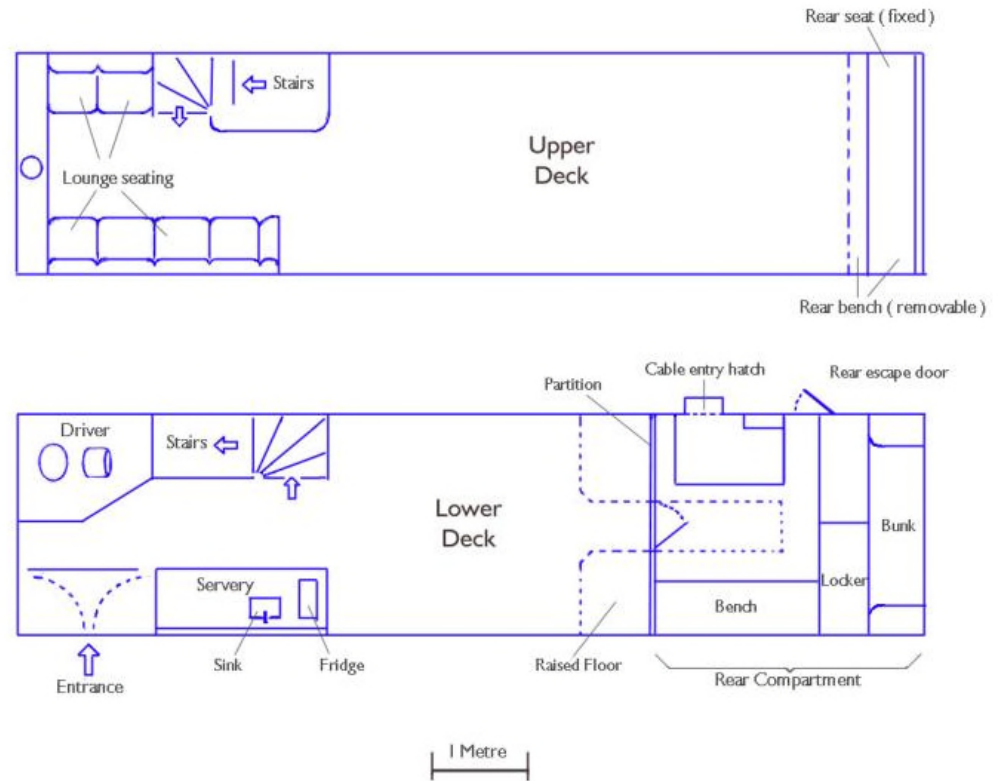 Rear seat ( fixed )
Stairs
Upper
Deck
Lounge seating
Rear bench ( removable )
Cable entry hatch
Rear escape door
Partition
Driver
Stairs
Lower
Deck
Bunk
Servery
Locker
Bench
Sink
Fridge
Raised Floor
Entrance
Rear Compartment
1 Metre